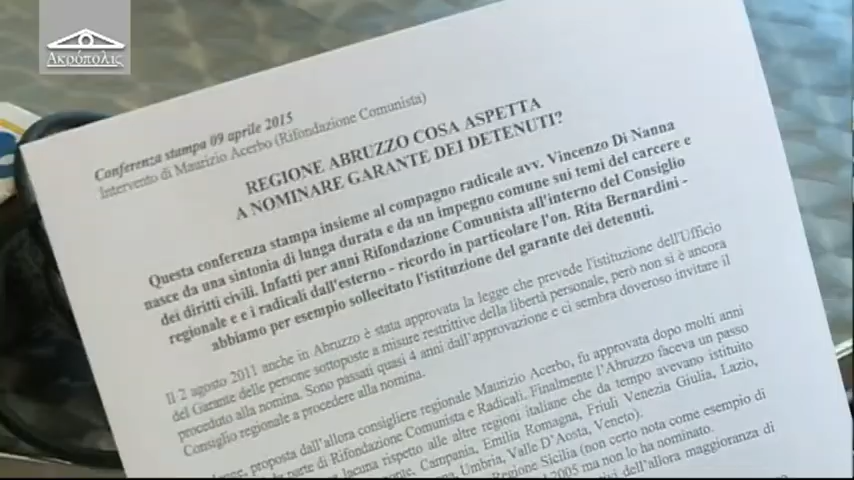 Ακρόπολις
Conferenza stampa 09 aprile 2015
Intervento di Maurizio Acerbo (Rifondazione Comunista)
REGIONE ABRUZZO COSA ASPETTA
A NOMINARE GARANTE DEI DETENUTI?
Questa conferenza stampa insieme al compagno radicale avv. Vincenzo Di Nanna
nasce da una sintonia di lunga durata e da un impegno comune sui temi del carcere e
dei diritti civili. Infatti per anni Rifondazione Comunista all'interno del Consiglio
regionale e e i radicali dall'esterno - ricordo in particolare l'on. Rita Bernardini -
abbiamo per esempio sollecitato l'istituzione del garante dei detenuti.
Il 2 agosto 2011 anche in Abruzzo è stata approvata la legge che prevede l'istituzione dell'Ufficio
del Garante delle persone sottoposte a misure restrittive della libertà personale, però non si è ancora
proceduto alla nomina. Sono passati quasi 4 anni dall'approvazione e ci sembra doveroso invitare il
Consiglio regionale a procedere alla nomina.
proposta dall'allora consigliere regionale Maurizio Acerbo, fu approvata dopo molti anni
parte di Rifondazione Comunista e Radicali. Finalmente l'Abruzzo faceva un passo
lacuna rispetto alle altre regioni italiane che da tempo avevano istituito
Campania, Emilia Romagna, Friuli Venezia Giulia, Lazio,
Umbria, Valle D'Aosta, Veneto).
Regione Sicilia (non certo nota come esempio di
2005 ma non lo ha nominato.
dell'allora maggioranza di